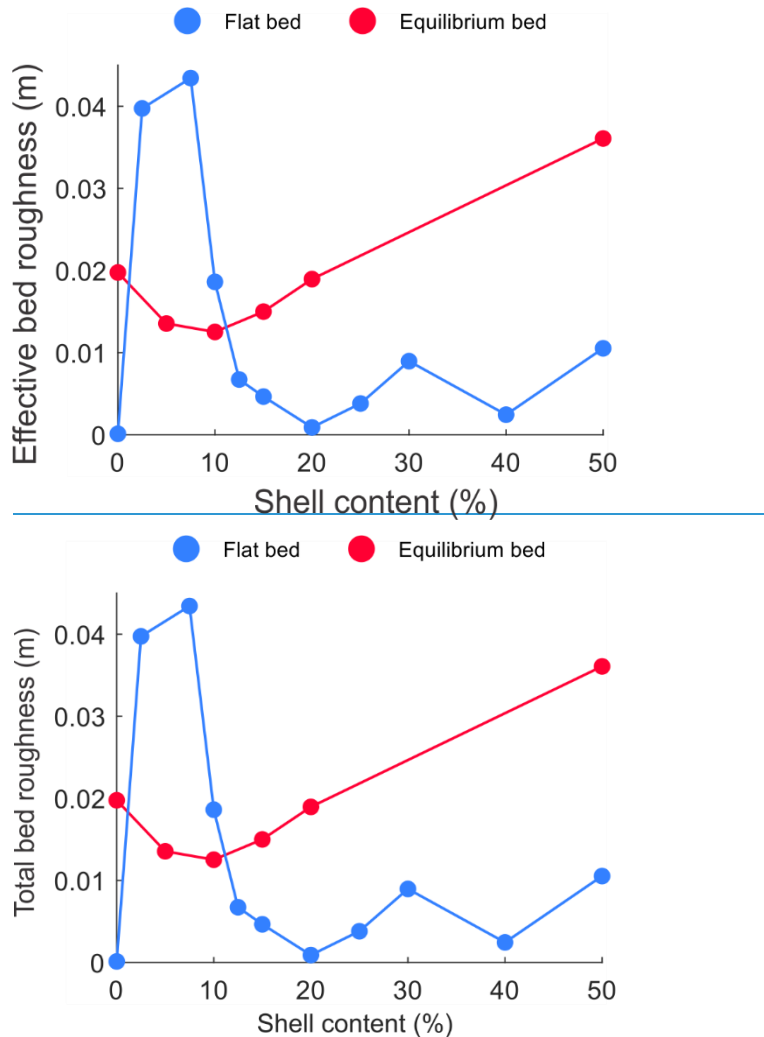 Flat bed Equilibrium bed
Effective bed roughness (m)
0.04
0.03
0.02
0.01
0
0 10 20 30 40 50
Shell content (%)
Flat bed Equilibrium bed
Total bed roughness (m)
0.04
0.03
0.02
0.01
0
0 10 20 30 40 50
Shell content (%)